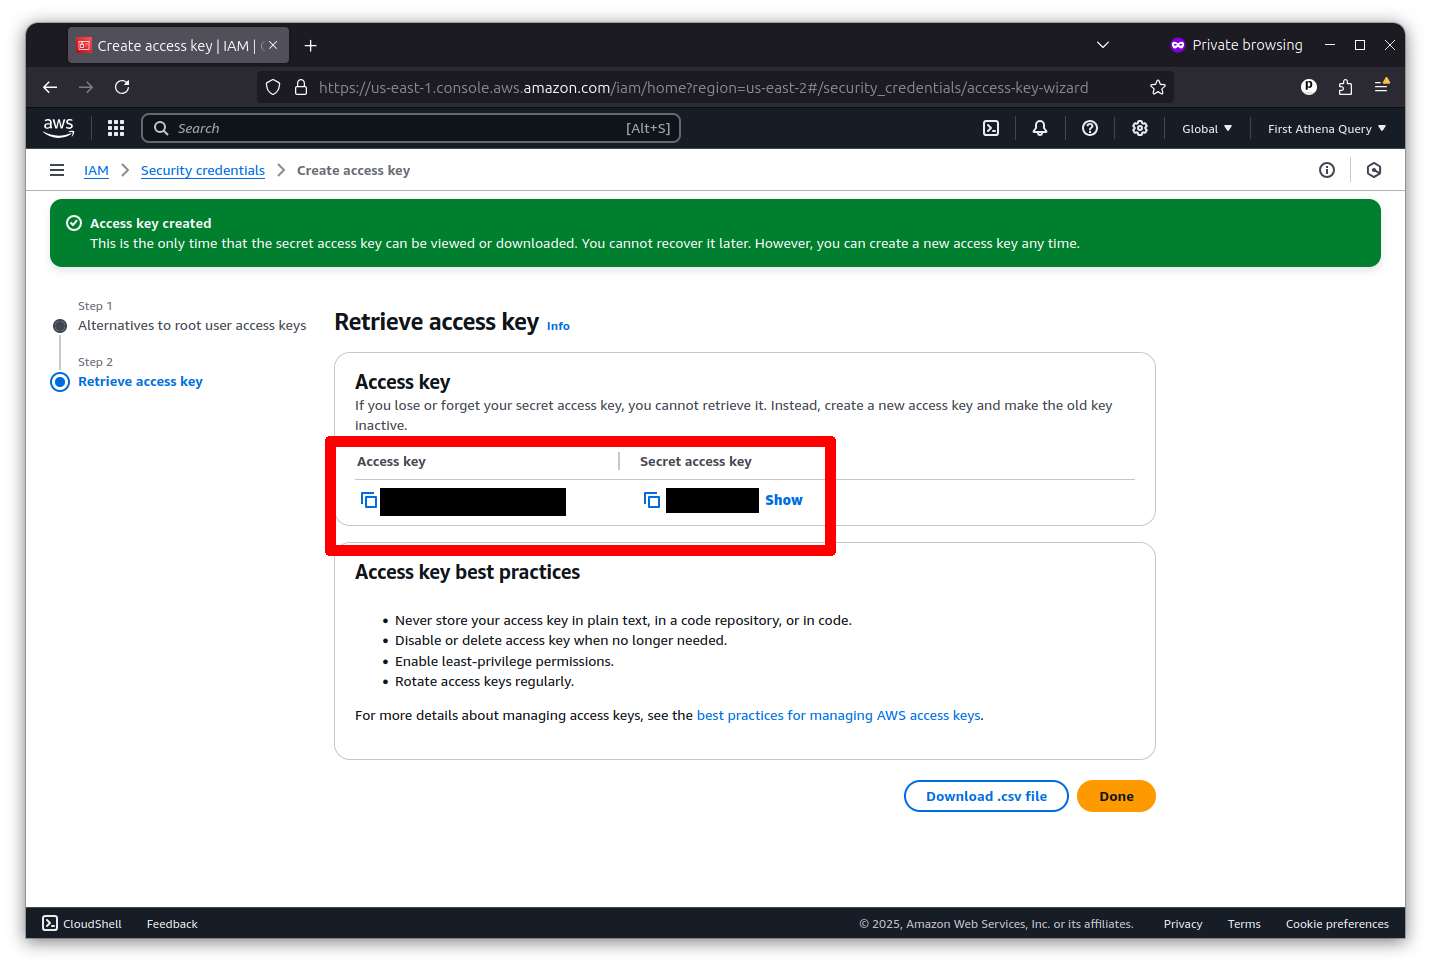 Create access key | IAM |
Private browsing
https://us-east-1.console.aws.amazon.com/iam/home?region=us-east-2#/security_credentials/access-key-wizard
aws
Search
[Alt+S]
Global
First Athena Query
IAM
Security credentials
Create access key
Access key created
This is the only time that the secret access key can be viewed or downloaded. You cannot recover it later. However, you can create a new access key any time.
Step 1
Alternatives to root user access keys
Step 2
Retrieve access key
Retrieve access key Info
Access key
If you lose or forget your secret access key, you cannot retrieve it. Instead, create a new access key and make the old key
inactive.
Access key
Secret access key
Show
Access key best practices
• Never store your access key in plain text, in a code repository, or in code.
• Disable or delete access key when no longer needed.
• Enable least-privilege permissions.
• Rotate access keys regularly.
For more details about managing access keys, see the best practices for managing AWS access keys.
Download .csv file
Done
CloudShell
Feedback
© 2025, Amazon Web Services, Inc. or its affiliates.
Privacy
Terms
Cookie preferences